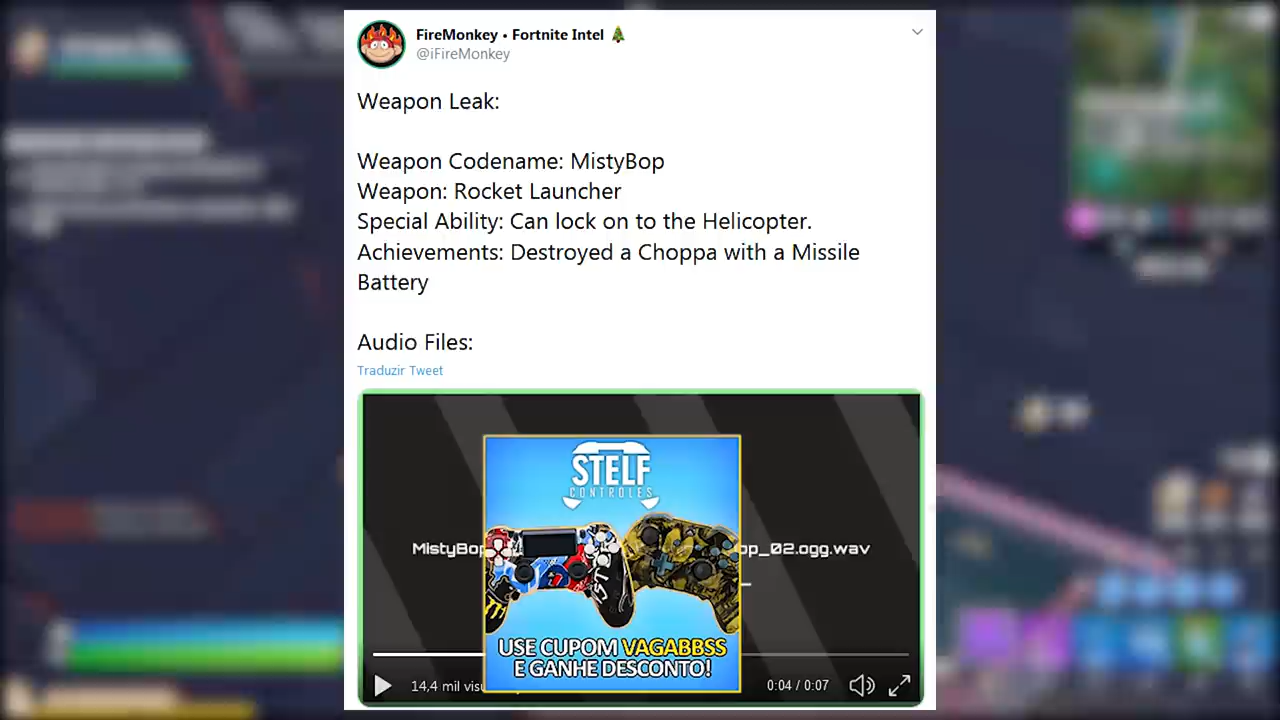 FireMonkey • Fortnite Intel 🎄
@iFireMonkey
Weapon Leak:
Weapon Codename: MistyBop
Weapon: Rocket Launcher
Special Ability: Can lock on to the Helicopter.
Achievements: Destroyed a Choppa with a Missile
Battery
Audio Files:
Traduzir Tweet
STELF
CONTROLES
MistyBop
op_02.ogg.wav
USE CUPOM VAGABBSS
E GANHE DESCONTO!
14,4 mil visu
0:04 / 0:07